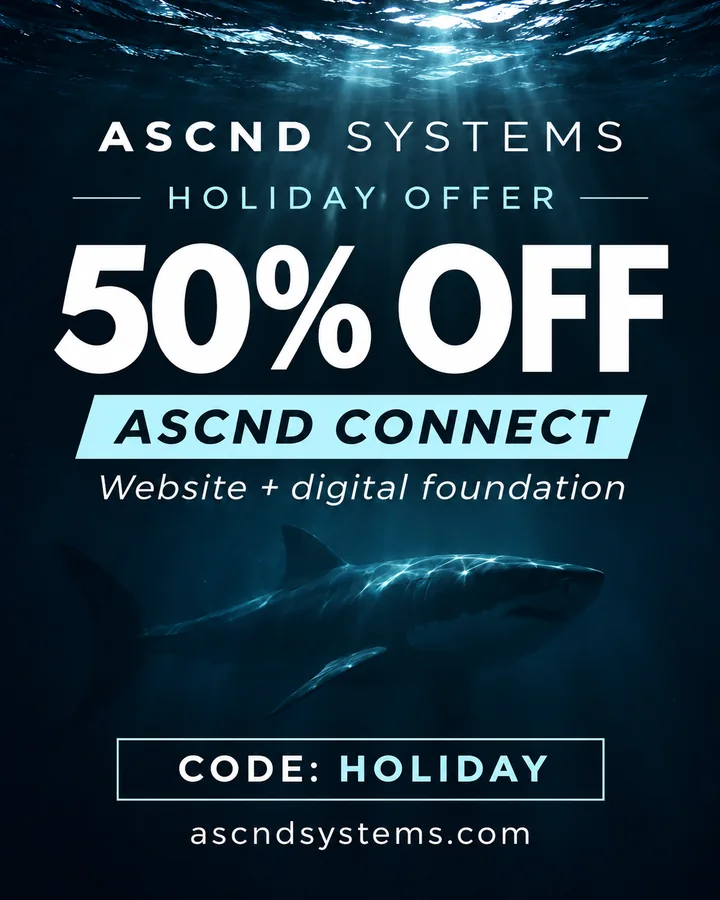 ASCND SYSTEMS
HOLIDAY OFFER
50% OFF
ASCND CONNECT
Website + digital foundation
CODE: HOLIDAY
ascndsystems.com